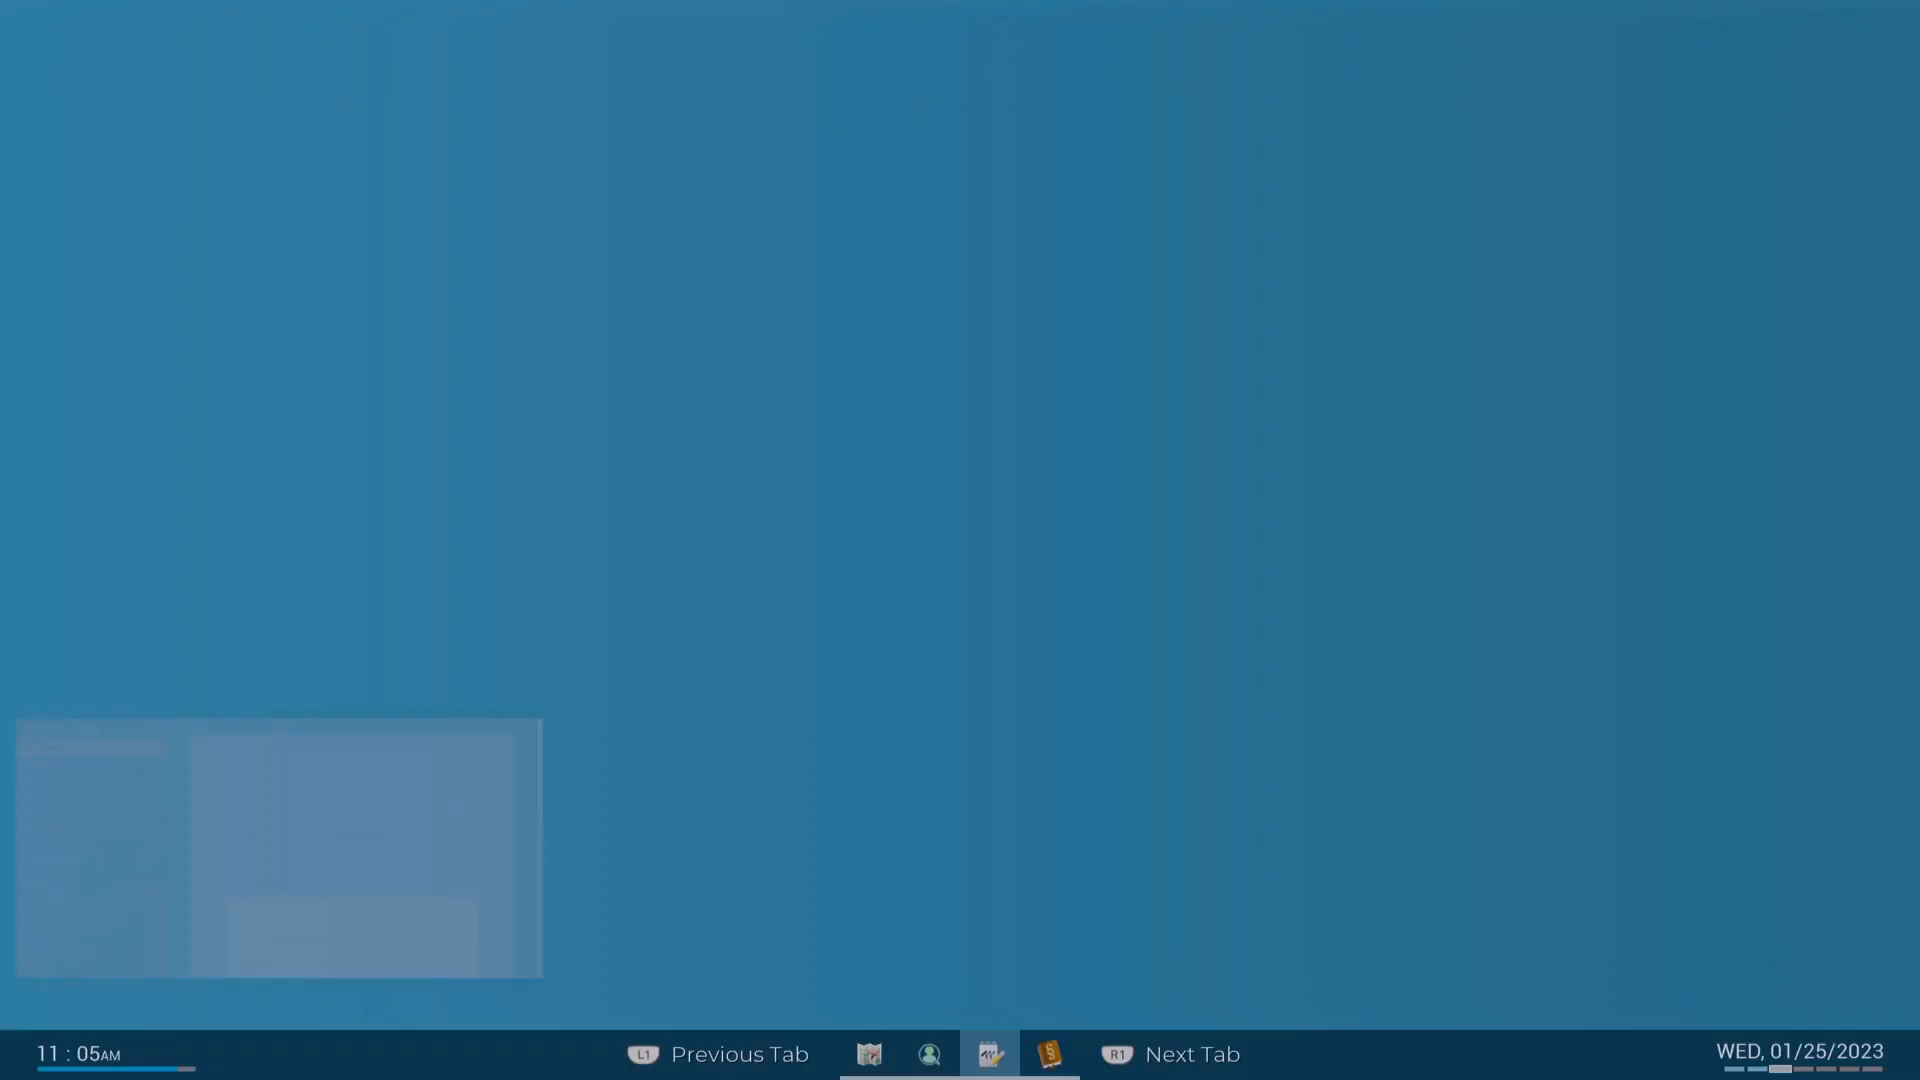 11 : 05AM
L1 Previous Tab
R1 Next Tab
WED, 01/25/2023